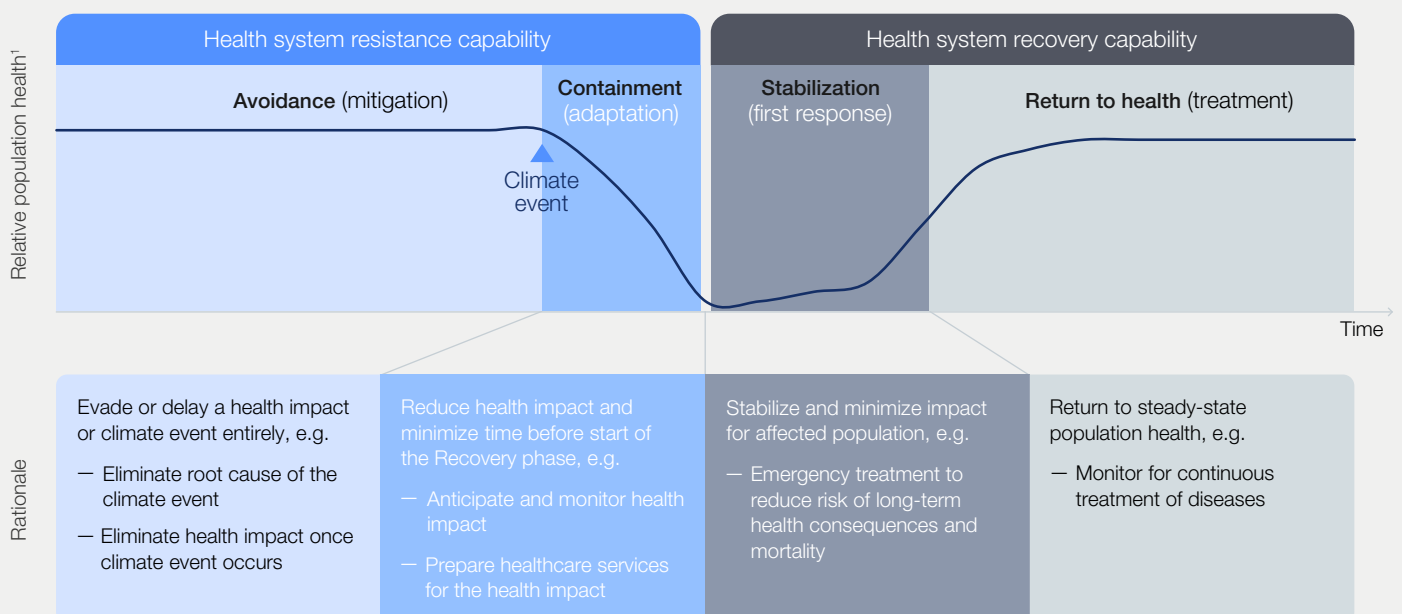 Health system resistance capability
Health system recovery capability
Relative population health¹
Avoidance (mitigation)
Containment
(adaptation)
Stabilization
(first response)
Return to health (treatment)
Climate
event
Time
Rationale
Evade or delay a health impact
or climate event entirely, e.g.
— Eliminate root cause of the
climate event
— Eliminate health impact once
climate event occurs
Reduce health impact and
minimize time before start of
the Recovery phase, e.g.
— Anticipate and monitor health
impact
— Prepare healthcare services
for the health impact
Stabilize and minimize impact
for affected population, e.g.
— Emergency treatment to
reduce risk of long-term
health consequences and
mortality
Return to steady-state
population health, e.g.
— Monitor for continuous
treatment of diseases